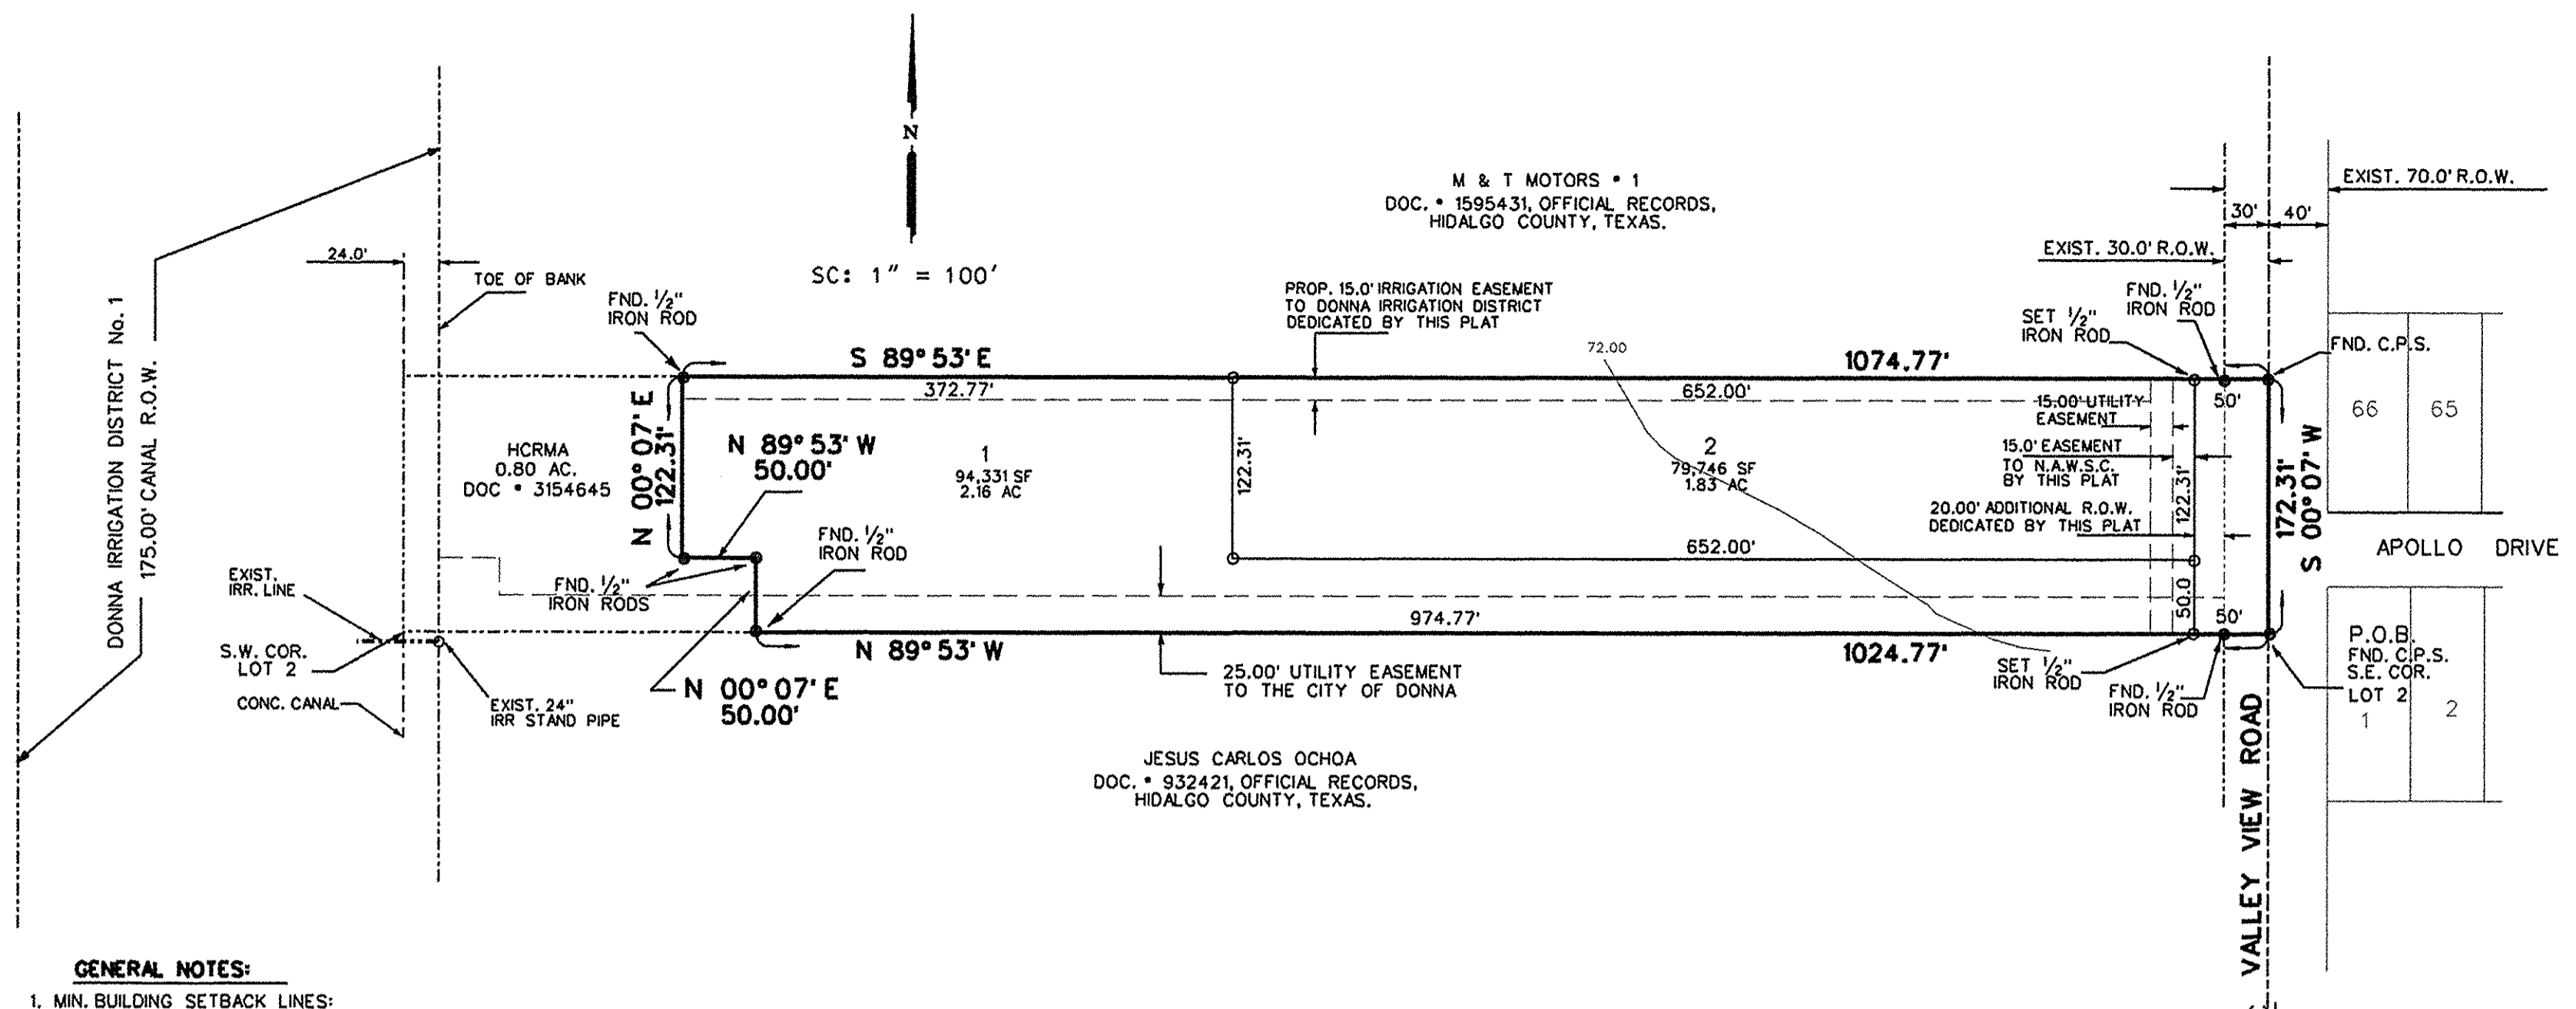 N
SC: 1" = 100'
M & T MOTORS * 1
DOC. * 1595431, OFFICIAL RECORDS,
HIDALGO COUNTY, TEXAS.
EXIST. 70.0' R.O.W.
30'
40'
EXIST. 30.0' R.O.W.
24.0'
TOE OF BANK
DONNA IRRIGATION DISTRICT No. 1
175.00' CANAL R.O.W.
FND. 1/2"
IRON ROD
PROP. 15.0' IRRIGATION EASEMENT
TO DONNA IRRIGATION DISTRICT
DEDICATED BY THIS PLAT
72.00
SET 1/2"
IRON ROD
FND. 1/2"
IRON ROD
FND. C.P.S.
S 89° 53' E
1074.77'
372.77'
652.00'
50'
15.00' UTILITY
EASEMENT
66
65
HCRMA
0.80 AC.
DOC * 3154645
N 00° 07' E
122.31'
N 89° 53' W
50.00'
1
94,331 SF
2.16 AC
122.31'
2
79,746 SF
1.83 AC
15.0' EASEMENT
TO N.A.W.S.C.
BY THIS PLAT
122.31'
20.00' ADDITIONAL R.O.W.
DEDICATED BY THIS PLAT
172.31'
S 00° 07' W
FND. 1/2"
IRON ROD
652.00'
APOLLO DRIVE
EXIST.
IRR. LINE
FND. 1/2"
IRON RODS
50.0
50'
974.77'
S.W. COR.
LOT 2
N 89° 53' W
1024.77'
P.O.B.
FND. C.P.S.
S.E. COR.
LOT 2
1
2
CONC. CANAL
EXIST. 24"
IRR STAND PIPE
N 00° 07' E
50.00'
25.00' UTILITY EASEMENT
TO THE CITY OF DONNA
SET 1/2"
IRON ROD
FND. 1/2"
IRON ROD
JESUS CARLOS OCHOA
DOC. * 932421, OFFICIAL RECORDS,
HIDALGO COUNTY, TEXAS.
VALLEY VIEW ROAD
GENERAL NOTES:
1. MIN. BUILDING SETBACK LINES: